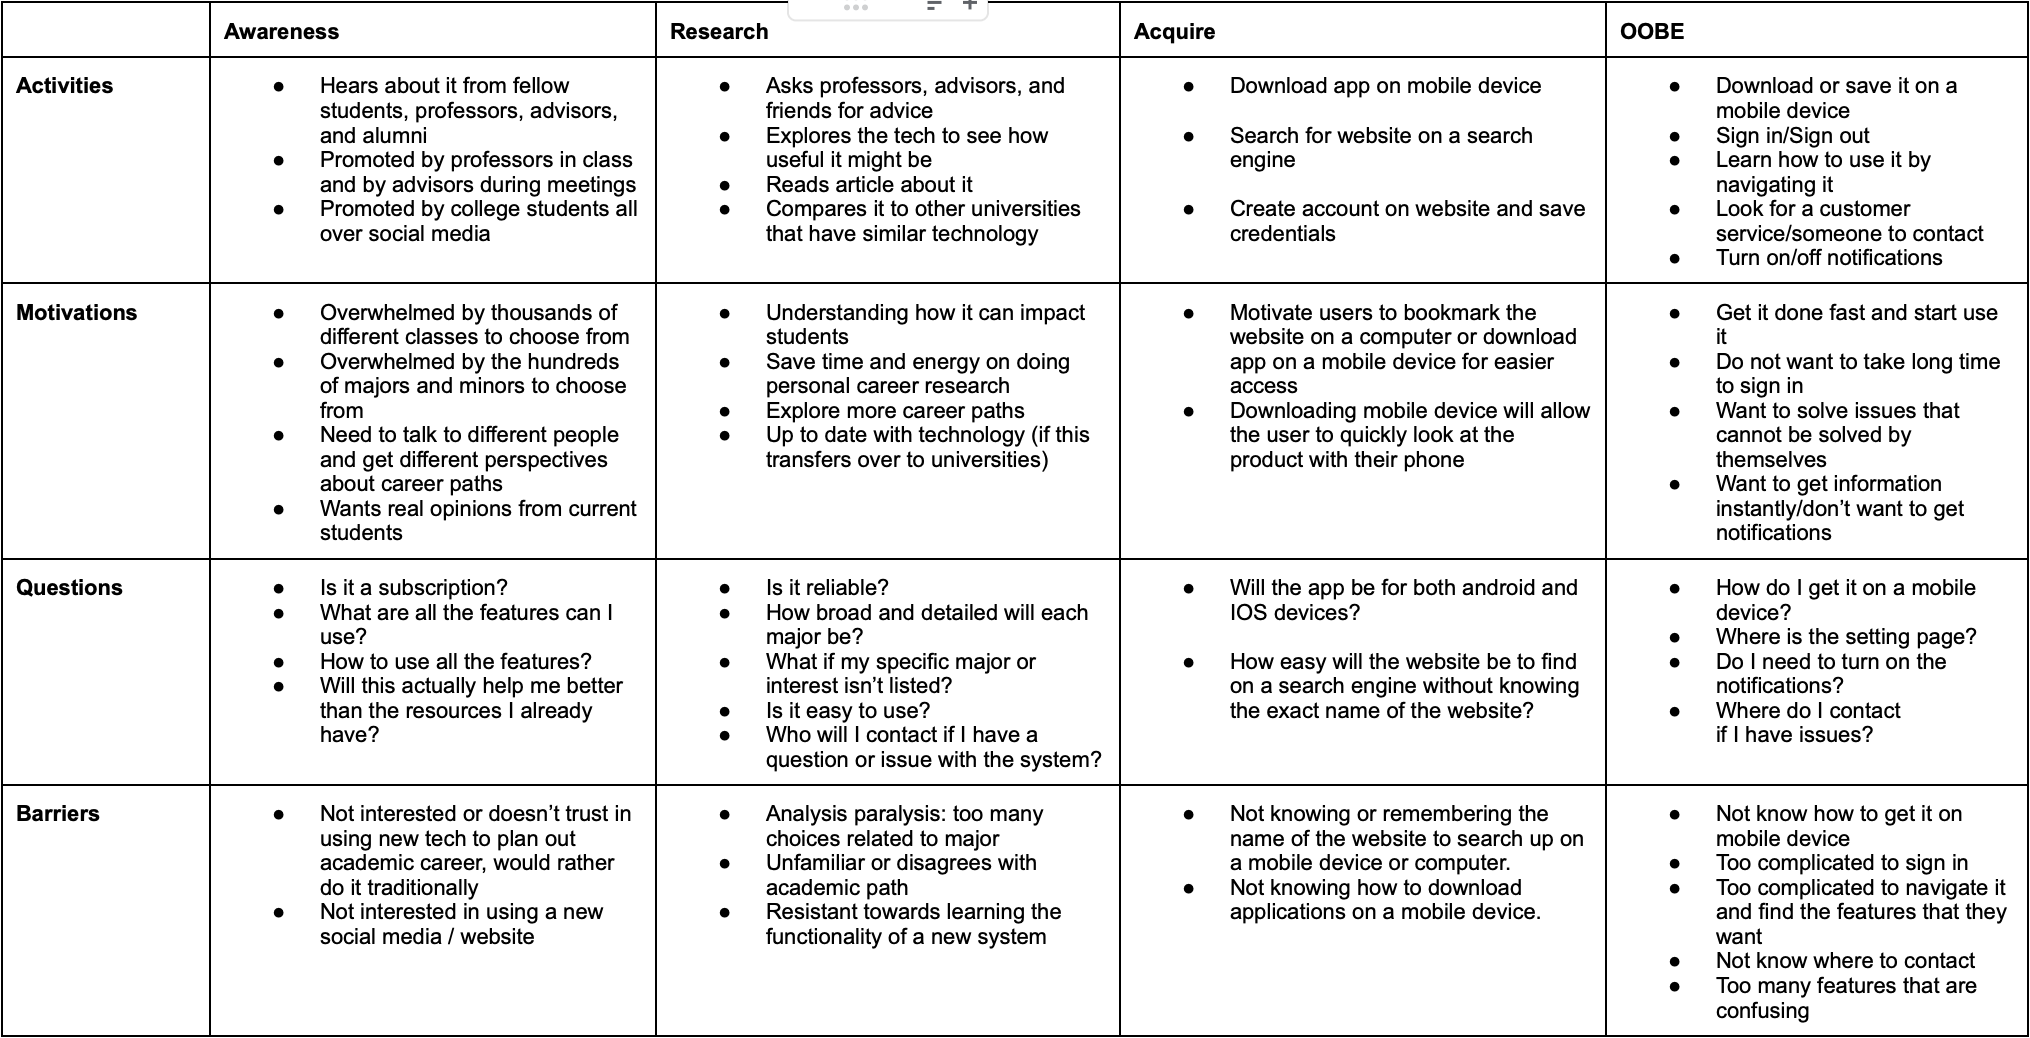 Awareness
Research
Acquire
OOBE
Activities
● Hears about it from fellow
students, professors, advisors,
and alumni
● Promoted by professors in class
and by advisors during meetings
● Promoted by college students all
over social media
● Asks professors, advisors, and
friends for advice
● Explores the tech to see how
useful it might be
● Reads article about it
● Compares it to other universities
that have similar technology
● Download app on mobile device
● Search for website on a search
engine
● Create account on website and save
credentials
● Download or save it on a
mobile device
● Sign in/Sign out
● Learn how to use it by
navigating it
● Look for a customer
service/someone to contact
● Turn on/off notifications
Motivations
● Overwhelmed by thousands of
different classes to choose from
● Overwhelmed by the hundreds
of majors and minors to choose
from
● Need to talk to different people
and get different perspectives
about career paths
● Wants real opinions from current
students
● Understanding how it can impact
students
● Save time and energy on doing
personal career research
● Explore more career paths
● Up to date with technology (if this
transfers over to universities)
● Motivate users to bookmark the
website on a computer or download
app on a mobile device for easier
access
● Downloading mobile device will allow
the user to quickly look at the
product with their phone
● Get it done fast and start use
it
● Do not want to take long time
to sign in
● Want to solve issues that
cannot be solved by
themselves
● Want to get information
instantly/don’t want to get
notifications
Questions
● Is it a subscription?
● What are all the features can I
use?
● How to use all the features?
● Will this actually help me better
than the resources I already
have?
● Is it reliable?
● How broad and detailed will each
major be?
● What if my specific major or
interest isn’t listed?
● Is it easy to use?
● Who will I contact if I have a
question or issue with the system?
● Will the app be for both android and
IOS devices?
● How easy will the website be to find
on a search engine without knowing
the exact name of the website?
● How do I get it on a mobile
device?
● Where is the setting page?
● Do I need to turn on the
notifications?
● Where do I contact
if I have issues?
Barriers
● Not interested or doesn’t trust in
using new tech to plan out
academic career, would rather
do it traditionally
● Not interested in using a new
social media / website
● Analysis paralysis: too many
choices related to major
● Unfamiliar or disagrees with
academic path
● Resistant towards learning the
functionality of a new system
● Not knowing or remembering the
name of the website to search up on
a mobile device or computer.
● Not knowing how to download
applications on a mobile device.
● Not know how to get it on
mobile device
● Too complicated to sign in
● Too complicated to navigate it
and find the features that they
want
● Not know where to contact
● Too many features that are
confusing